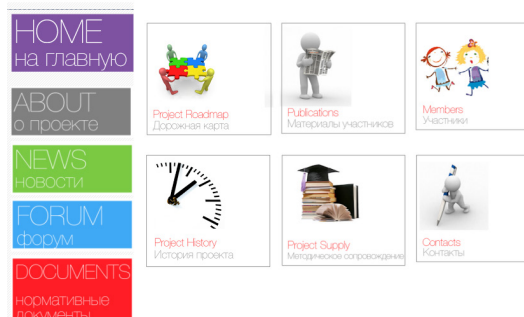 HOME
на главную
ABOUT
о проекте
NEWS
новости
FORUM
форум
DOCUMENTS
нормативные
документы
Project Roadmap
Дорожная карта
Publications
Материалы участников
Members
Участники
Project History
История проекта
Project Supply
Методическое сопровождение
Contacts
Контакты